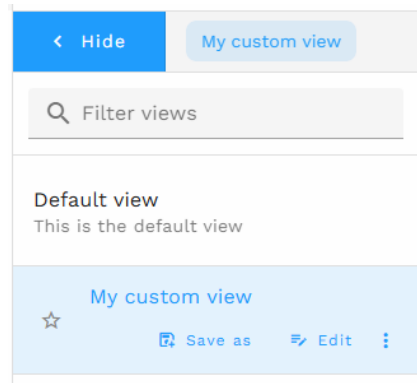 Hide My custom view
Filter views
Default view
This is the default view
My custom view
Save as Edit